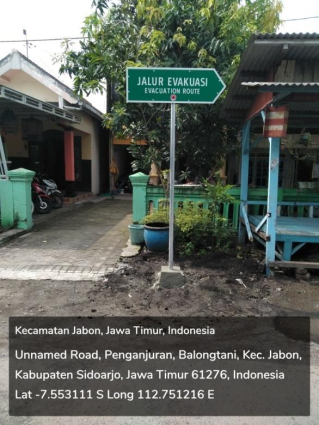 JALUR EVAKUASI
EVACUATION ROUTE
Kecamatan Jabon, Jawa Timur, Indonesia
Unnamed Road, Penganjuran, Balongtani, Kec. Jabon,
Kabupaten Sidoarjo, Jawa Timur 61276, Indonesia
Lat -7.553111 S Long 112.751216 E